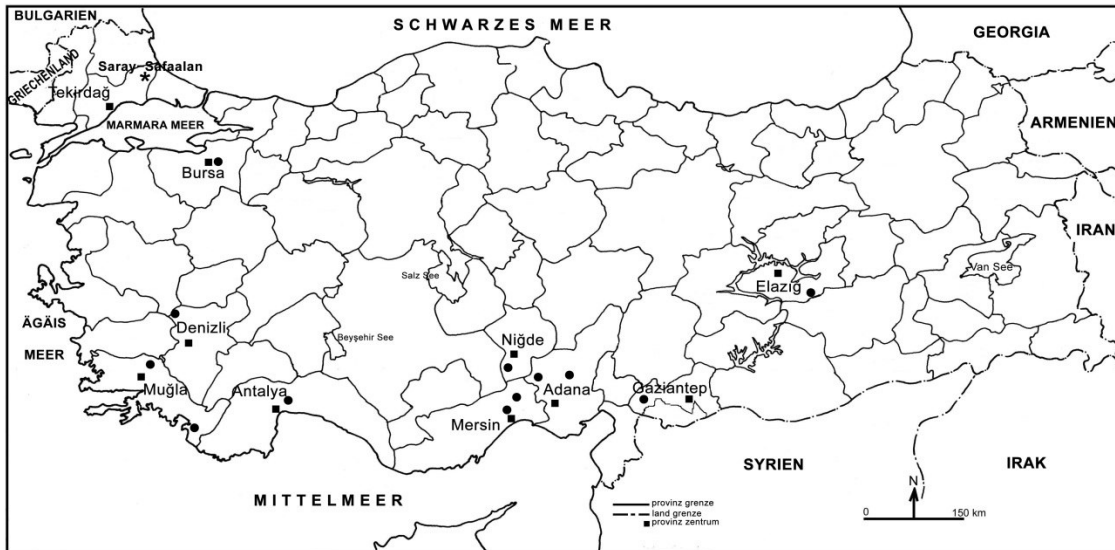 BULGARIEN
SCHWARZES MEER
GEORGIA
GRIECHENLAND
Saray-Safaalan
*
Tekirdağ
MARMARA MEER
ARMENIEN
Bursa
IRAN
Salz See
Elazığ
Van See
ÄGÄIS
MEER
Denizli
Beyşehir See
Niğde
Muğla
Antalya
Adana
Gaziantep
Mersin
SYRIEN
IRAK
MITTELMEER
provinz grenze
land grenze
provinz zentrum
N
0 150 km